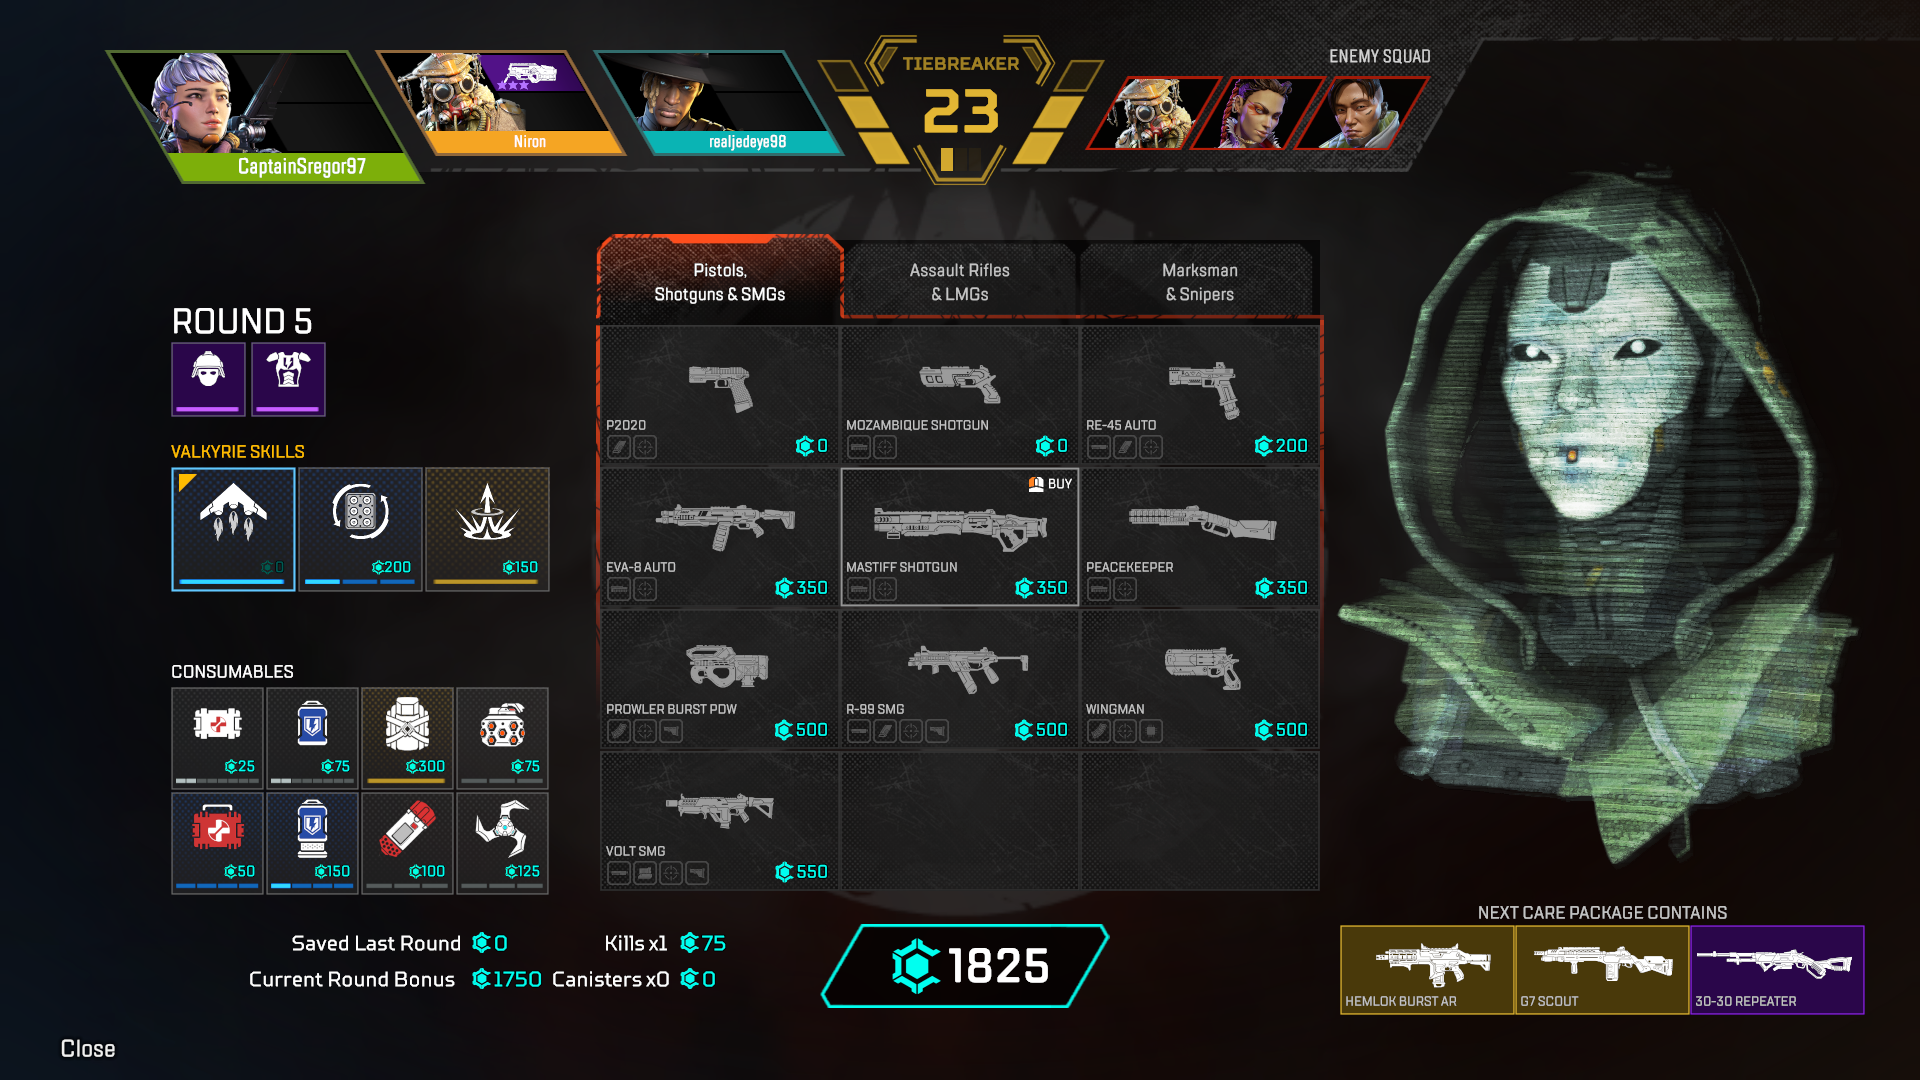 ENEMY SQUAD
TIEBREAKER
23
CaptainSregor97
Niron
realjedeye98
Pistols,
Shotguns & SMGs
Assault Rifles
& LMGs
Marksman
& Snipers
ROUND 5
VALKYRIE SKILLS
0
200
150
CONSUMABLES
25
75
300
75
50
150
100
125
P2020
0
MOZAMBIQUE SHOTGUN
0
RE-45 AUTO
200
EVA-8 AUTO
350
BUY
MASTIFF SHOTGUN
350
PEACEKEEPER
350
PROWLER BURST PDW
500
R-99 SMG
500
WINGMAN
500
VOLT SMG
550
Saved Last Round 0
Kills x1 75
Current Round Bonus 1750
Canisters x0 0
1825
NEXT CARE PACKAGE CONTAINS
HEMLOK BURST AR
G7 SCOUT
30-30 REPEATER
Close